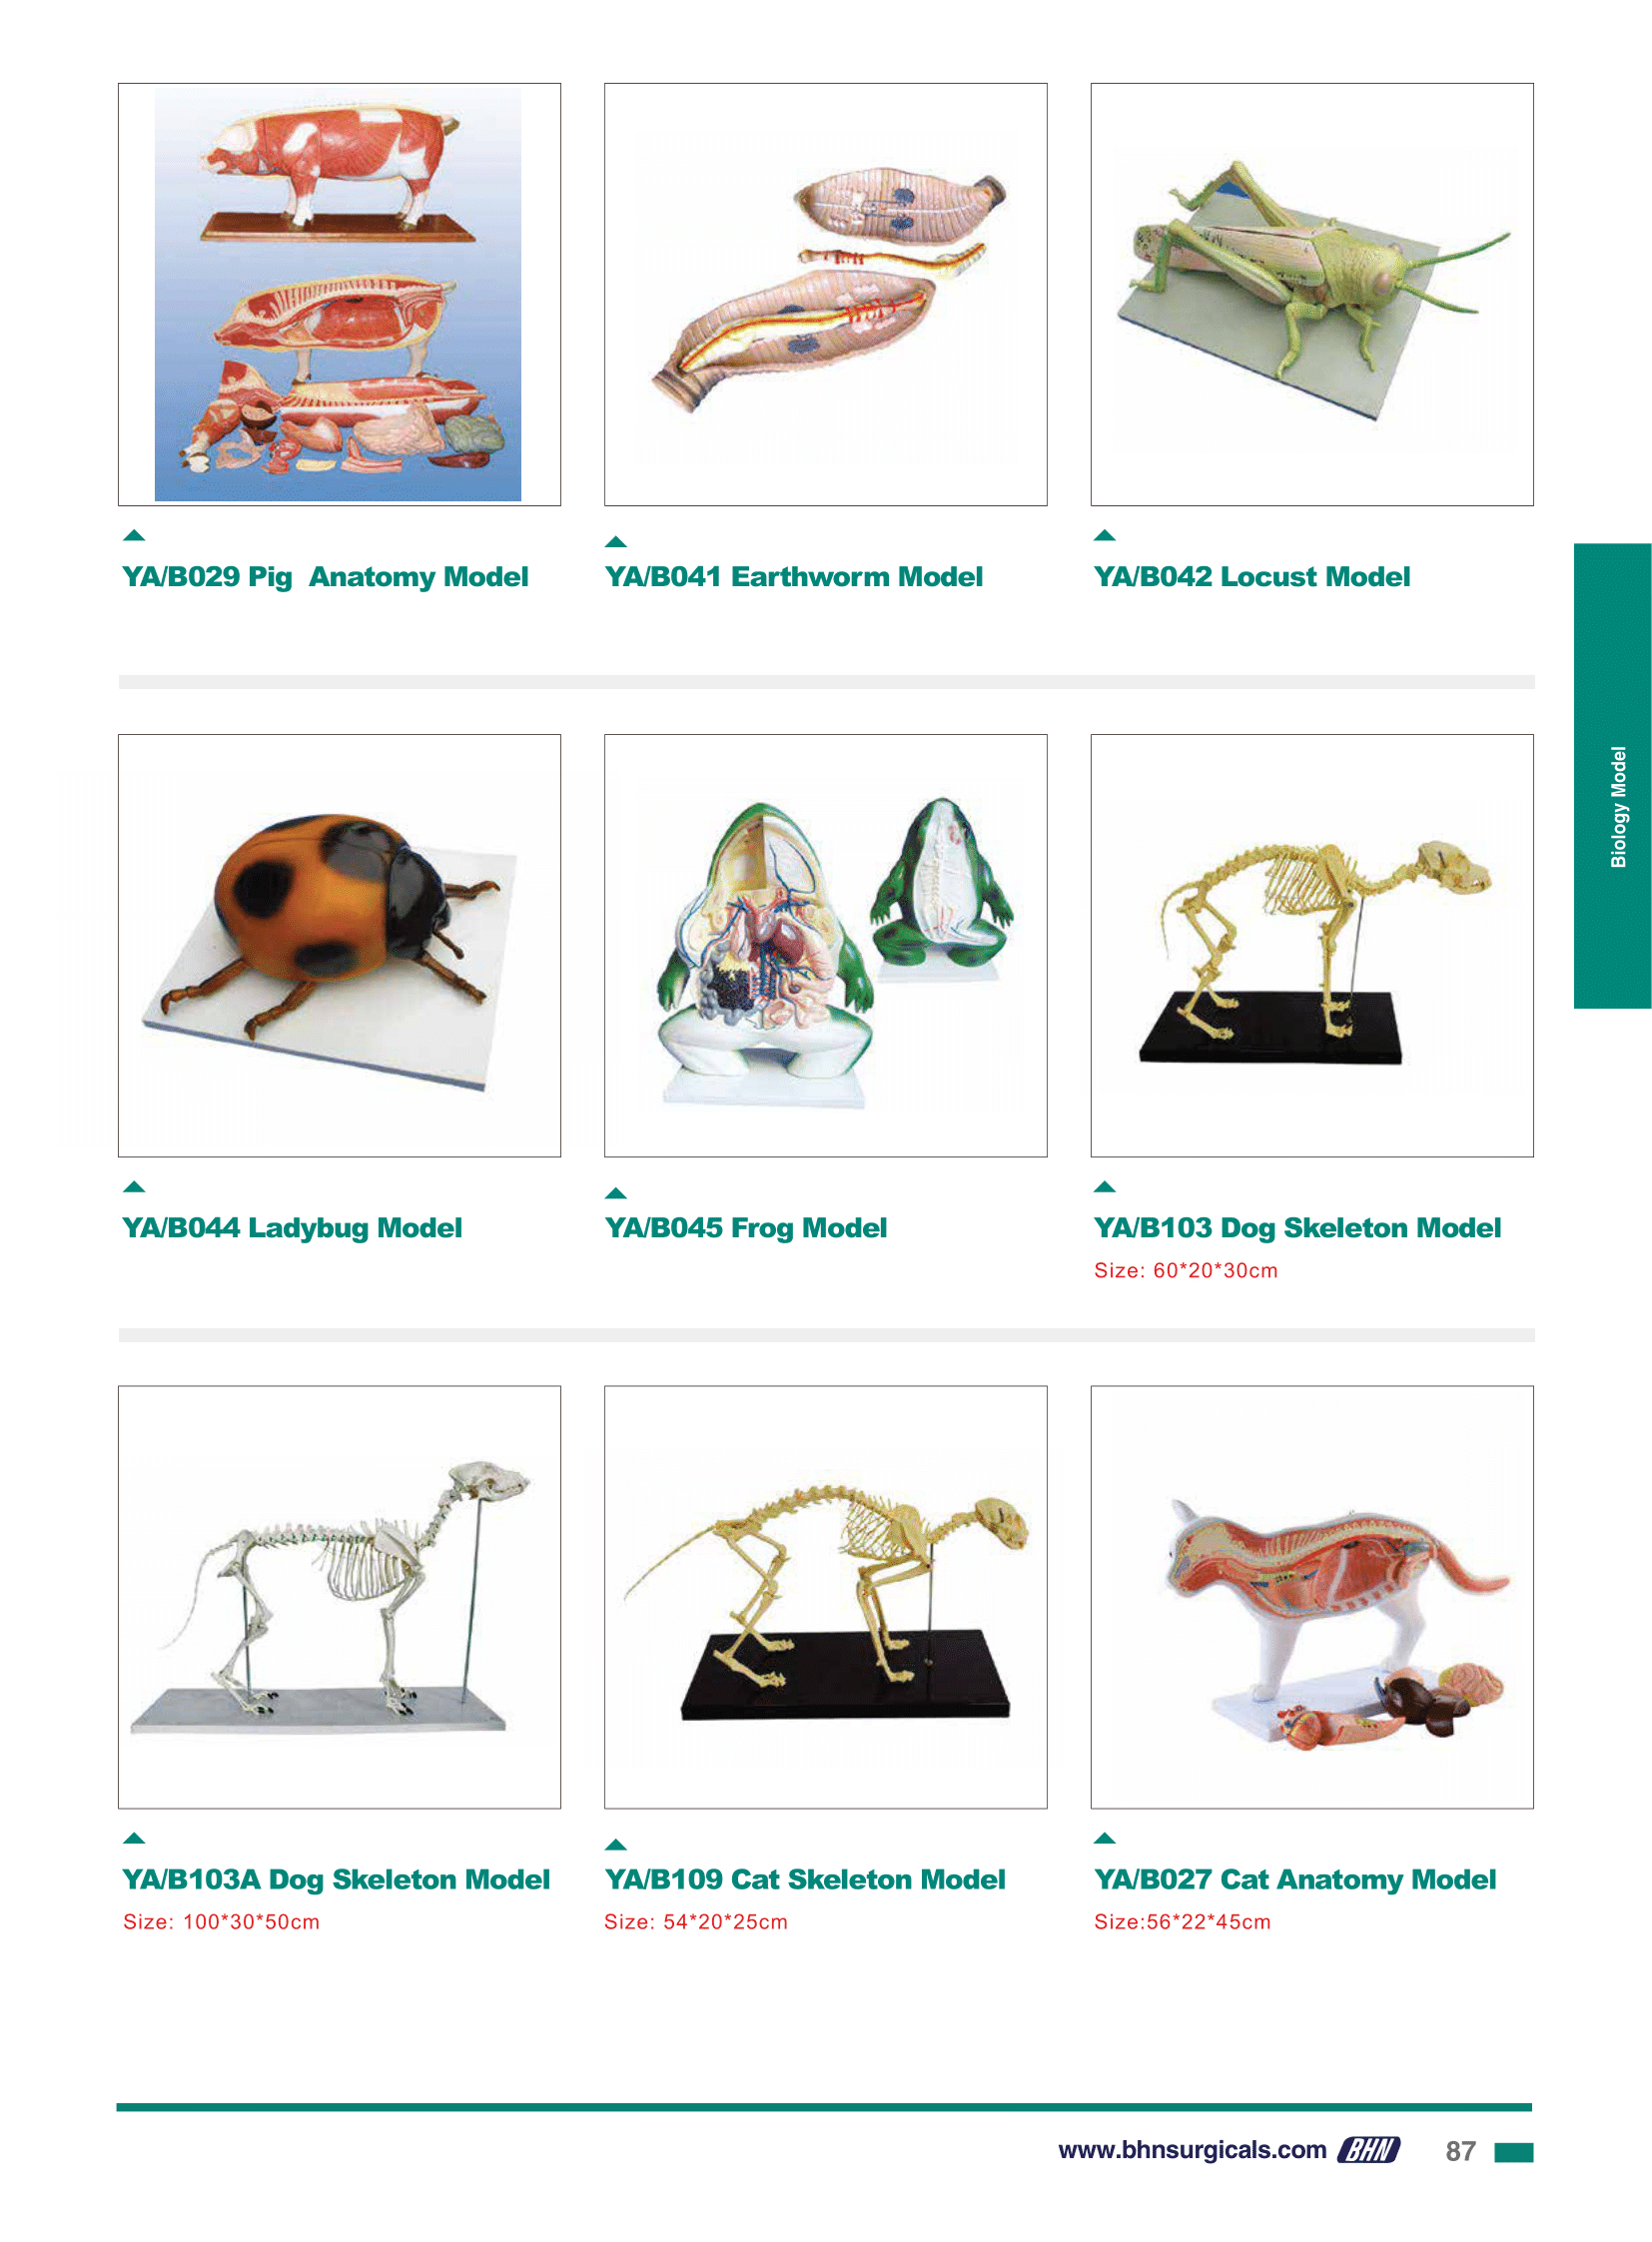 YA/B029 Pig  Anatomy Model
YA/B041 Earthworm Model
YA/B042 Locust Model
Biology Model
YA/B044 Ladybug Model
YA/B045 Frog Model
YA/B103 Dog Skeleton Model
Size: 60*20*30cm
YA/B103A Dog Skeleton Model
Size: 100*30*50cm
YA/B109 Cat Skeleton Model
Size: 54*20*25cm
YA/B027 Cat Anatomy Model
Size:56*22*45cm
www.bhnsurgicals.com BHN 87